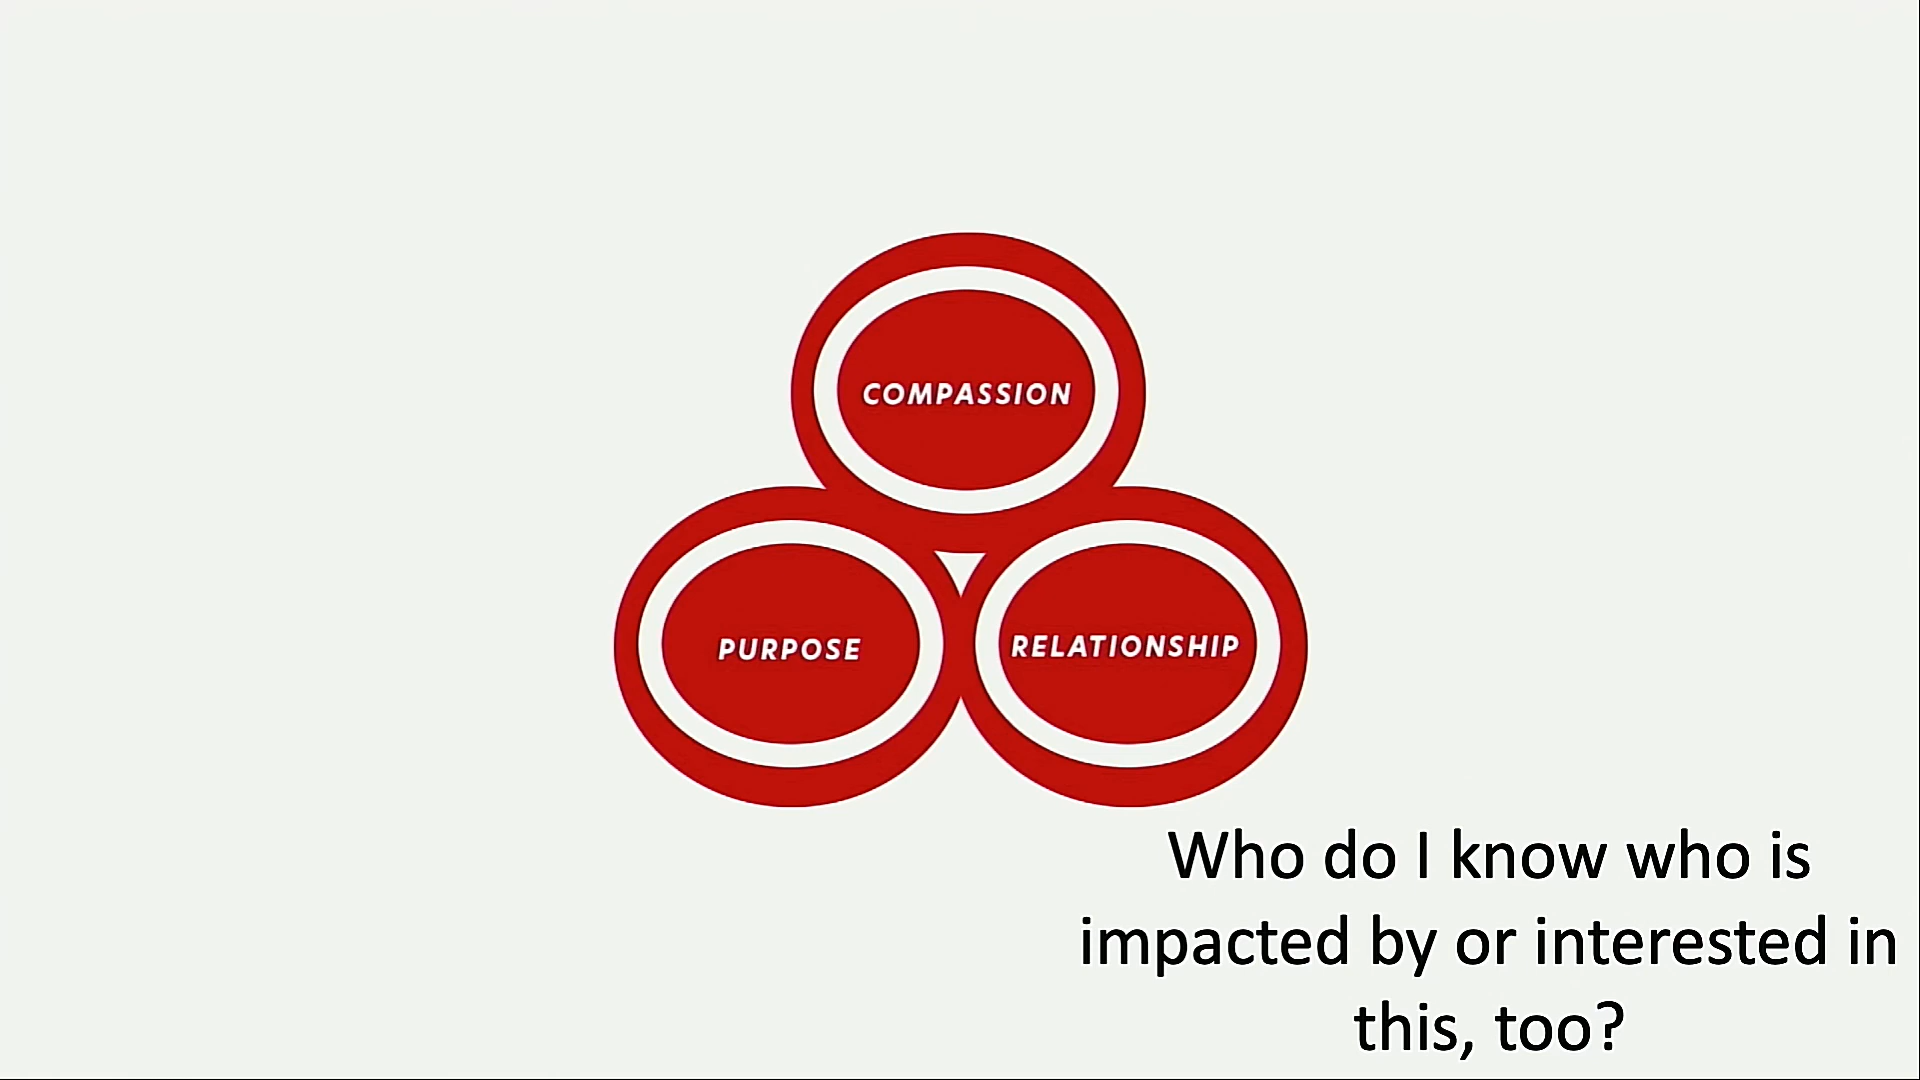 COMPASSION
PURPOSE
RELATIONSHIP
Who do I know who is
impacted by or interested in
this, too?